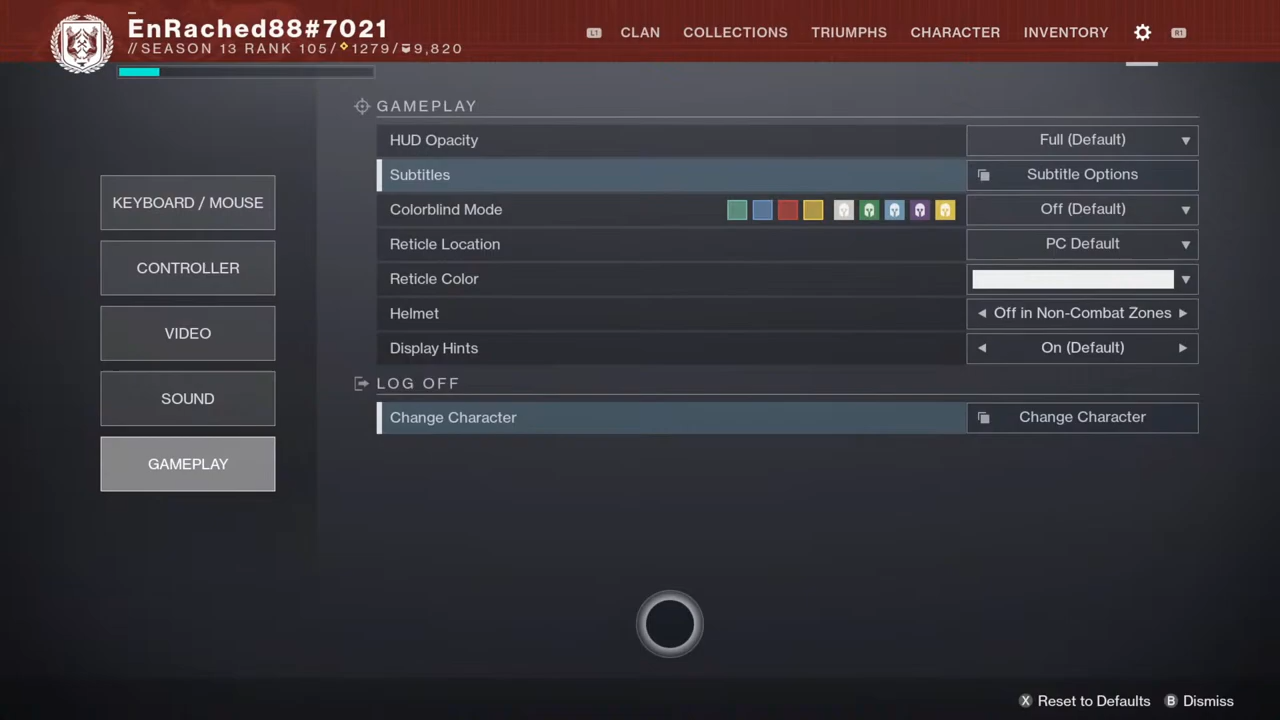 EnRached88#7021
//SEASON 13 RANK 105/1279/9,820
L1 CLAN COLLECTIONS TRIUMPHS CHARACTER INVENTORY R1
KEYBOARD / MOUSE
CONTROLLER
VIDEO
SOUND
GAMEPLAY
GAMEPLAY
HUD Opacity Full (Default)
Subtitles Subtitle Options
Colorblind Mode Off (Default)
Reticle Location PC Default
Reticle Color
Helmet Off in Non-Combat Zones
Display Hints On (Default)
LOG OFF
Change Character Change Character
X Reset to Defaults B Dismiss